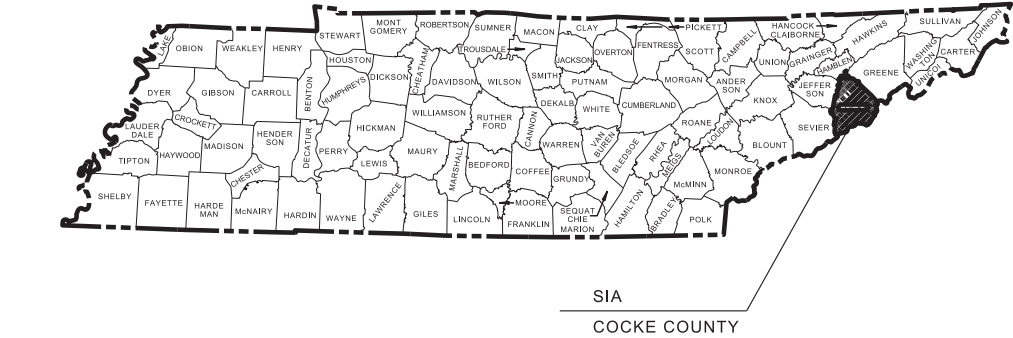 LAKE
OBION
WEAKLEY
HENRY
STEWART
MONT
GOMERY
ROBERTSON
SUMNER
MACON
CLAY
PICKETT
HANCOCK
CLAIBORNE
HAWKINS
SULLIVAN
JOHNSON
TROUSDALE
JACKSON
OVERTON
FENTRESS
SCOTT
CAMPBELL
UNION
GRAINGER
HAMBLEN
GREENE
WASHING
TON
UNICOI
CARTER
HOUSTON
HUMPHREYS
DICKSON
CHEATHAM
DAVIDSON
WILSON
SMITH
PUTNAM
MORGAN
ANDER
SON
KNOX
JEFFER
SON
DYER
GIBSON
CARROLL
BENTON
WILLIAMSON
RUTHER
FORD
CANNON
DEKALB
WHITE
CUMBERLAND
ROANE
LOUDON
BLOUNT
SEVIER
LAUDER
DALE
CROCKETT
HAYWOOD
MADISON
HENDER
SON
DECATUR
PERRY
HICKMAN
MAURY
WARREN
VAN
BUREN
BLEDSOE
RHEA
MEIGS
MONROE
TIPTON
CHESTER
LEWIS
MARSHALL
BEDFORD
COFFEE
GRUNDY
McMINN
SHELBY
FAYETTE
HARDE
MAN
McNAIRY
HARDIN
WAYNE
LAWRENCE
GILES
LINCOLN
MOORE
FRANKLIN
SEQUAT
CHIE
MARION
HAMILTON
BRADLEY
POLK
SIA
COCKE COUNTY